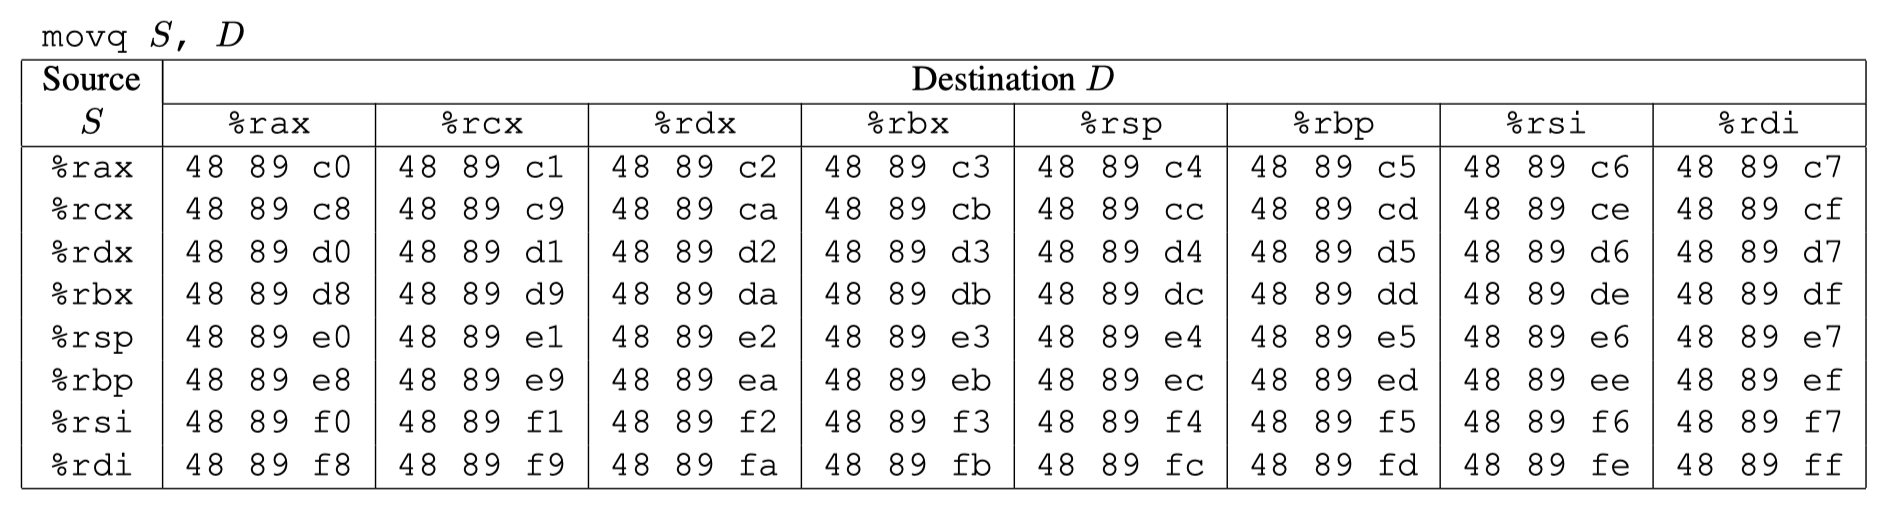 movq S, D
Source Destination D
S %rax %rcx %rdx %rbx %rsp %rbp %rsi %rdi
%rax 48 89 c0 48 89 c1 48 89 c2 48 89 c3 48 89 c4 48 89 c5 48 89 c6 48 89 c7
%rcx 48 89 c8 48 89 c9 48 89 ca 48 89 cb 48 89 cc 48 89 cd 48 89 ce 48 89 cf
%rdx 48 89 d0 48 89 d1 48 89 d2 48 89 d3 48 89 d4 48 89 d5 48 89 d6 48 89 d7
%rbx 48 89 d8 48 89 d9 48 89 da 48 89 db 48 89 dc 48 89 dd 48 89 de 48 89 df
%rsp 48 89 e0 48 89 e1 48 89 e2 48 89 e3 48 89 e4 48 89 e5 48 89 e6 48 89 e7
%rbp 48 89 e8 48 89 e9 48 89 ea 48 89 eb 48 89 ec 48 89 ed 48 89 ee 48 89 ef
%rsi 48 89 f0 48 89 f1 48 89 f2 48 89 f3 48 89 f4 48 89 f5 48 89 f6 48 89 f7
%rdi 48 89 f8 48 89 f9 48 89 fa 48 89 fb 48 89 fc 48 89 fd 48 89 fe 48 89 ff